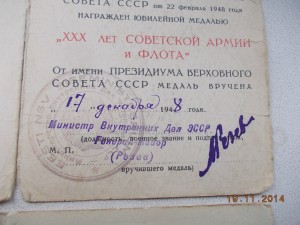 СОВЕТА СССР от 22 февраля 1948 года
НАГРАЖДЕН ЮБИЛЕЙНОЙ МЕДАЛЬЮ
„XXX ЛЕТ СОВЕТСКОЙ АРМИИ
И ФЛОТА“
От имени ПРЕЗИДИУМА ВЕРХОВНОГО
СОВЕТА СССР МЕДАЛЬ ВРУЧЕНА
„17„ декабря 1948 года.
Министр Внутренних Дел ЭССР
(должность, воинское звание и подпись
Генерал-майор
М. П.
(Резев)
вручившего медаль)
19.11.2014